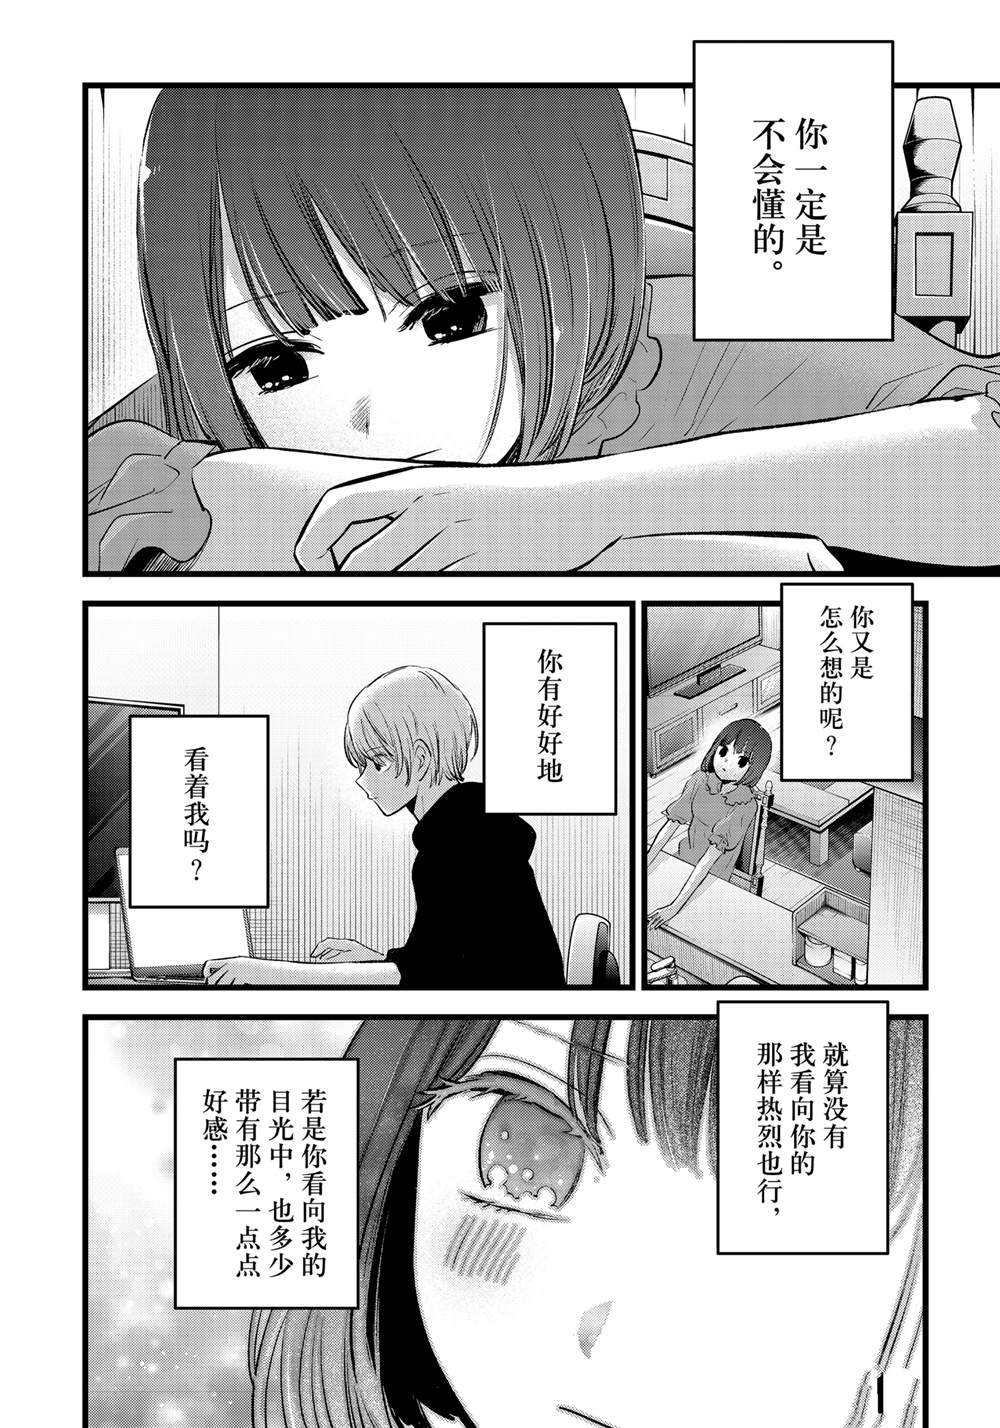 你一定是
不会懂的。
你又是
怎么想的呢？
你有好好地
看着我吗？
就算没有
我看向你的
那样热烈也行，
若是你看向我的
目光中，也多少
带有那么一点点
好感……